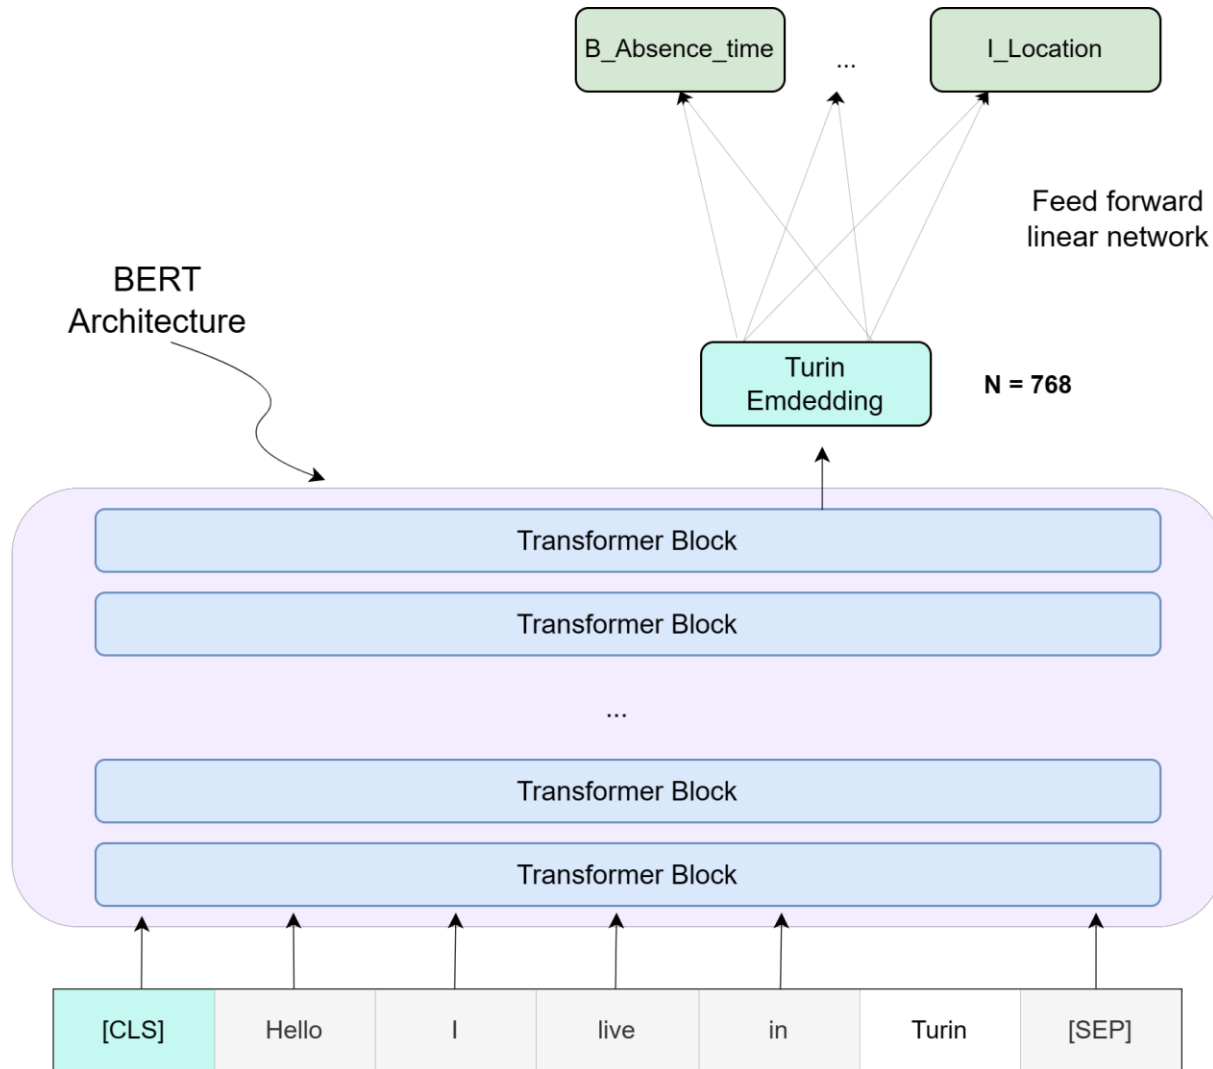 B_Absence_time
...
I_Location
Feed forward
linear network
BERT
Architecture
Turin
Emdedding
N = 768
Transformer Block
Transformer Block
...
Transformer Block
Transformer Block
[CLS] Hello I live in Turin [SEP]